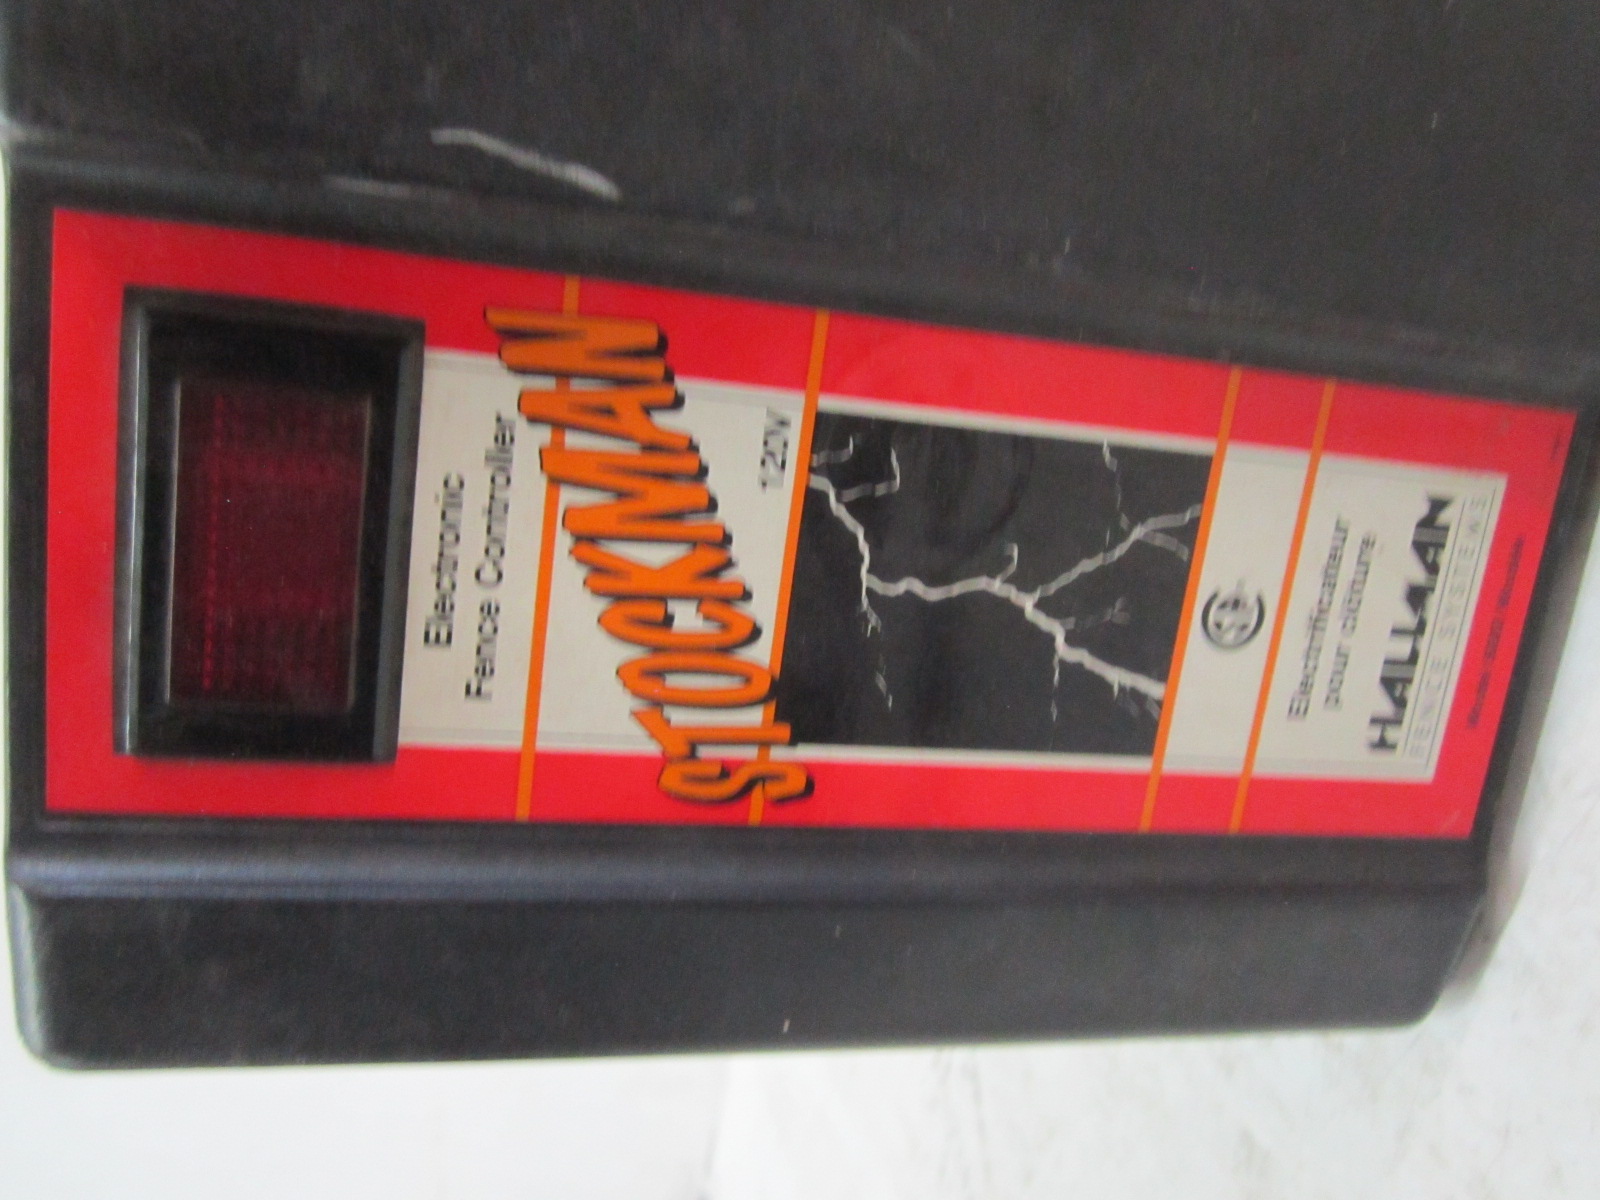 Electronic
Fence Controller
STOCKMAN
120V
Electrificateur
pour clôture
HALLMAN
FENCE SYSTEMS